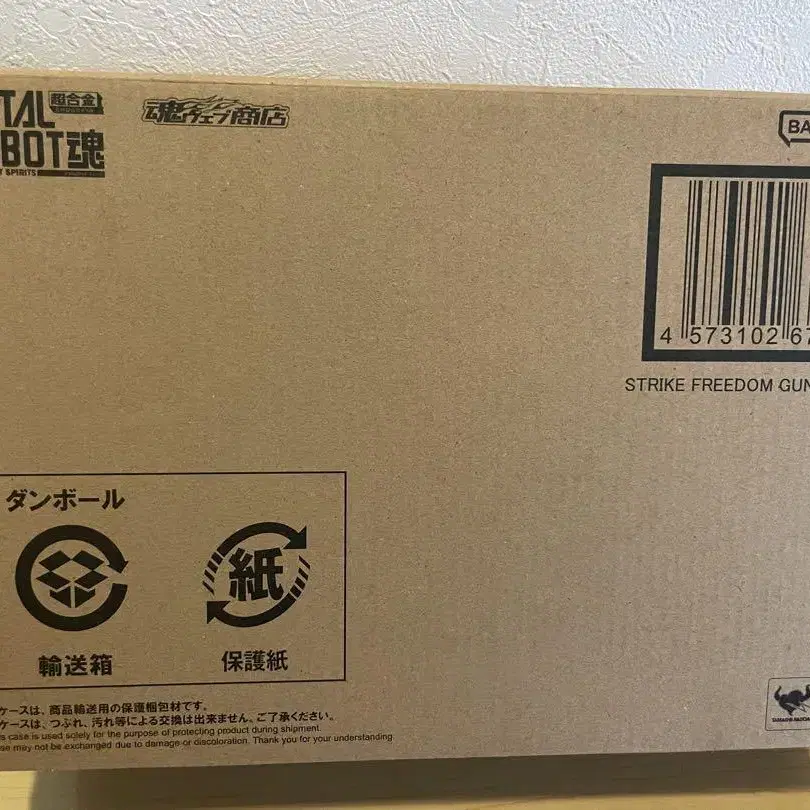 TAL 超合金
BOT魂
SPIRITS
魂ウェブ商店
BA
4 573102 67
STRIKE FREEDOM GUN
ダンボール
紙
輸送箱
保護紙
ケースは、商品輸送用の保護梱包材です。
ケースは、つぶれ、汚れ等による交換は出来ません。ご了承ください。
s case is used solely for the purpose of protecting product during shipment.
se may not be exchanged due to damage or discoloration. Thank you for your understanding.